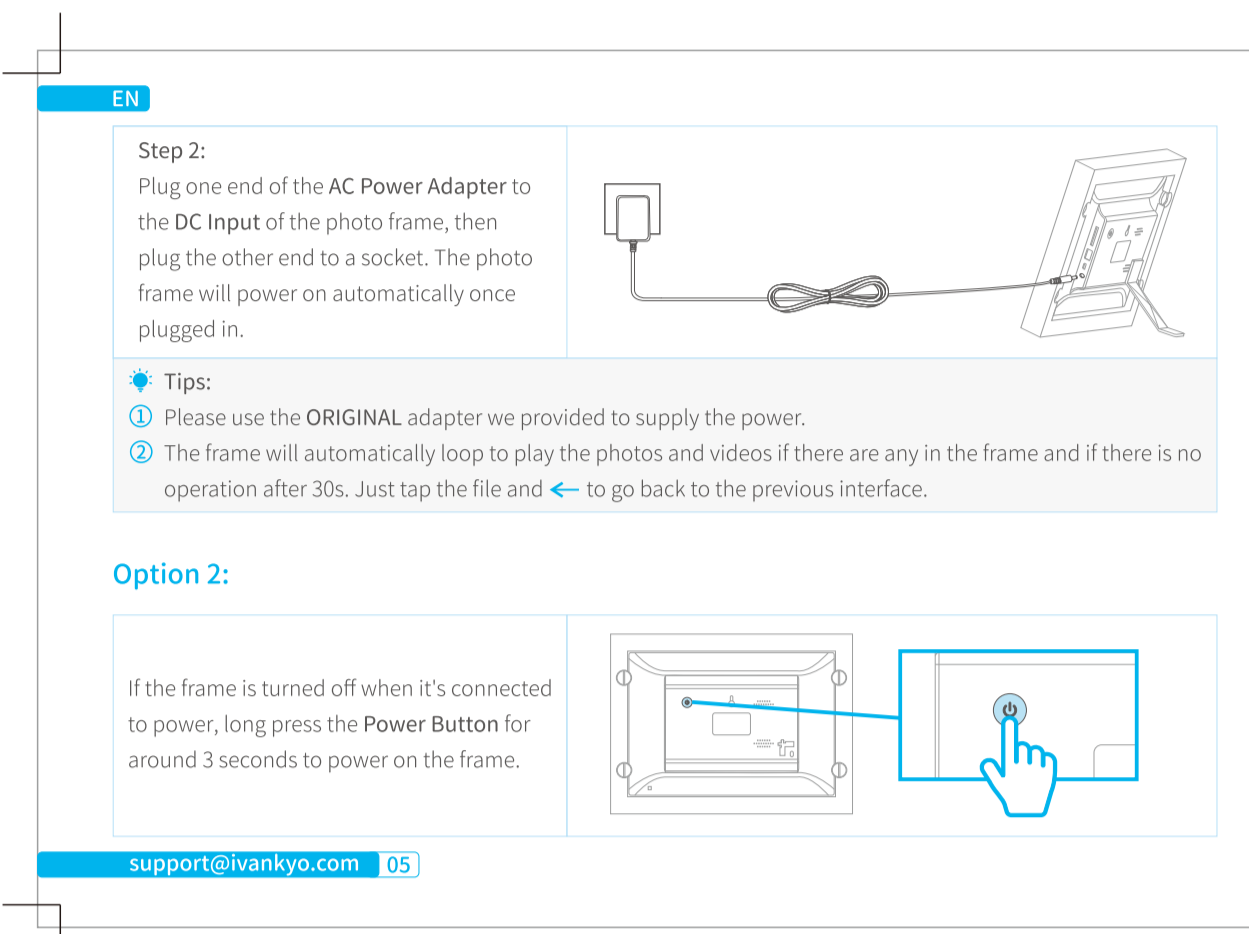 EN
Step 2:
Plug one end of the AC Power Adapter to
the DC Input of the photo frame, then
plug the other end to a socket. The photo
frame will power on automatically once
plugged in.
Tips:
① Please use the ORIGINAL adapter we provided to supply the power.
② The frame will automatically loop to play the photos and videos if there are any in the frame and if there is no
operation after 30s. Just tap the file and ← to go back to the previous interface.
Option 2:
If the frame is turned off when it's connected
to power, long press the Power Button for
around 3 seconds to power on the frame.
support@ivankyo.com 05